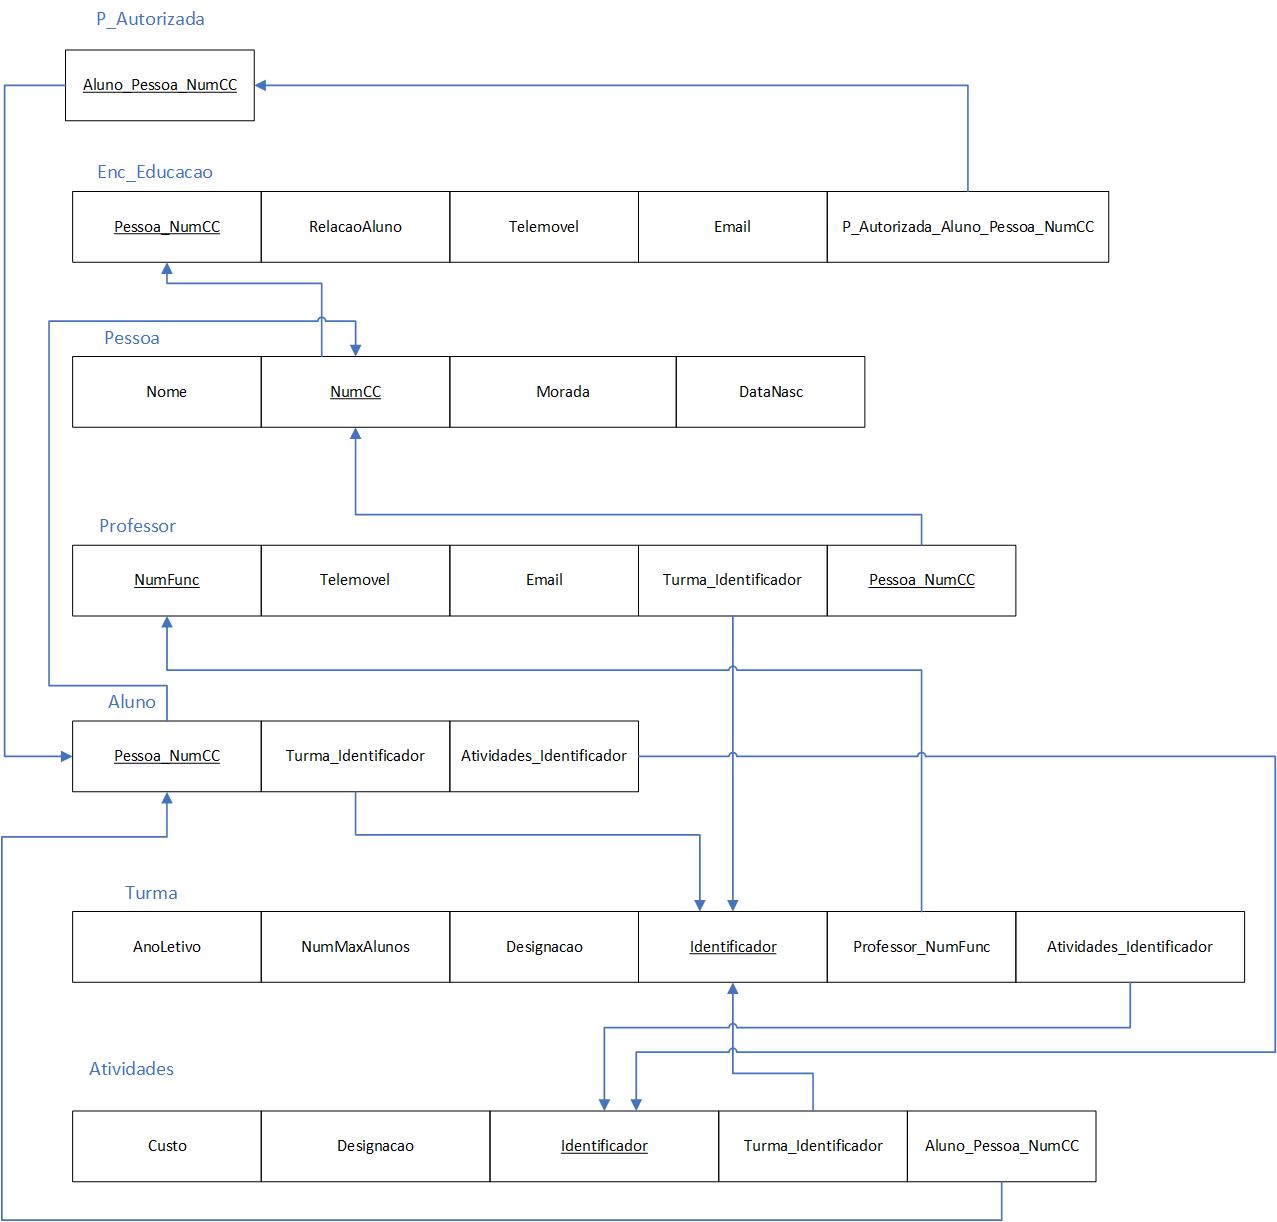 P_Autorizada
Aluno_Pessoa_NumCC
Enc_Educacao
Pessoa_NumCC RelacaoAluno Telemovel Email P_Autorizada_Aluno_Pessoa_NumCC
Pessoa
Nome NumCC Morada DataNasc
Professor
NumFunc Telemovel Email Turma_Identificador Pessoa_NumCC
Aluno
Pessoa_NumCC Turma_Identificador Atividades_Identificador
Turma
AnoLetivo NumMaxAlunos Designacao Identificador Professor_NumFunc Atividades_Identificador
Atividades
Custo Designacao Identificador Turma_Identificador Aluno_Pessoa_NumCC